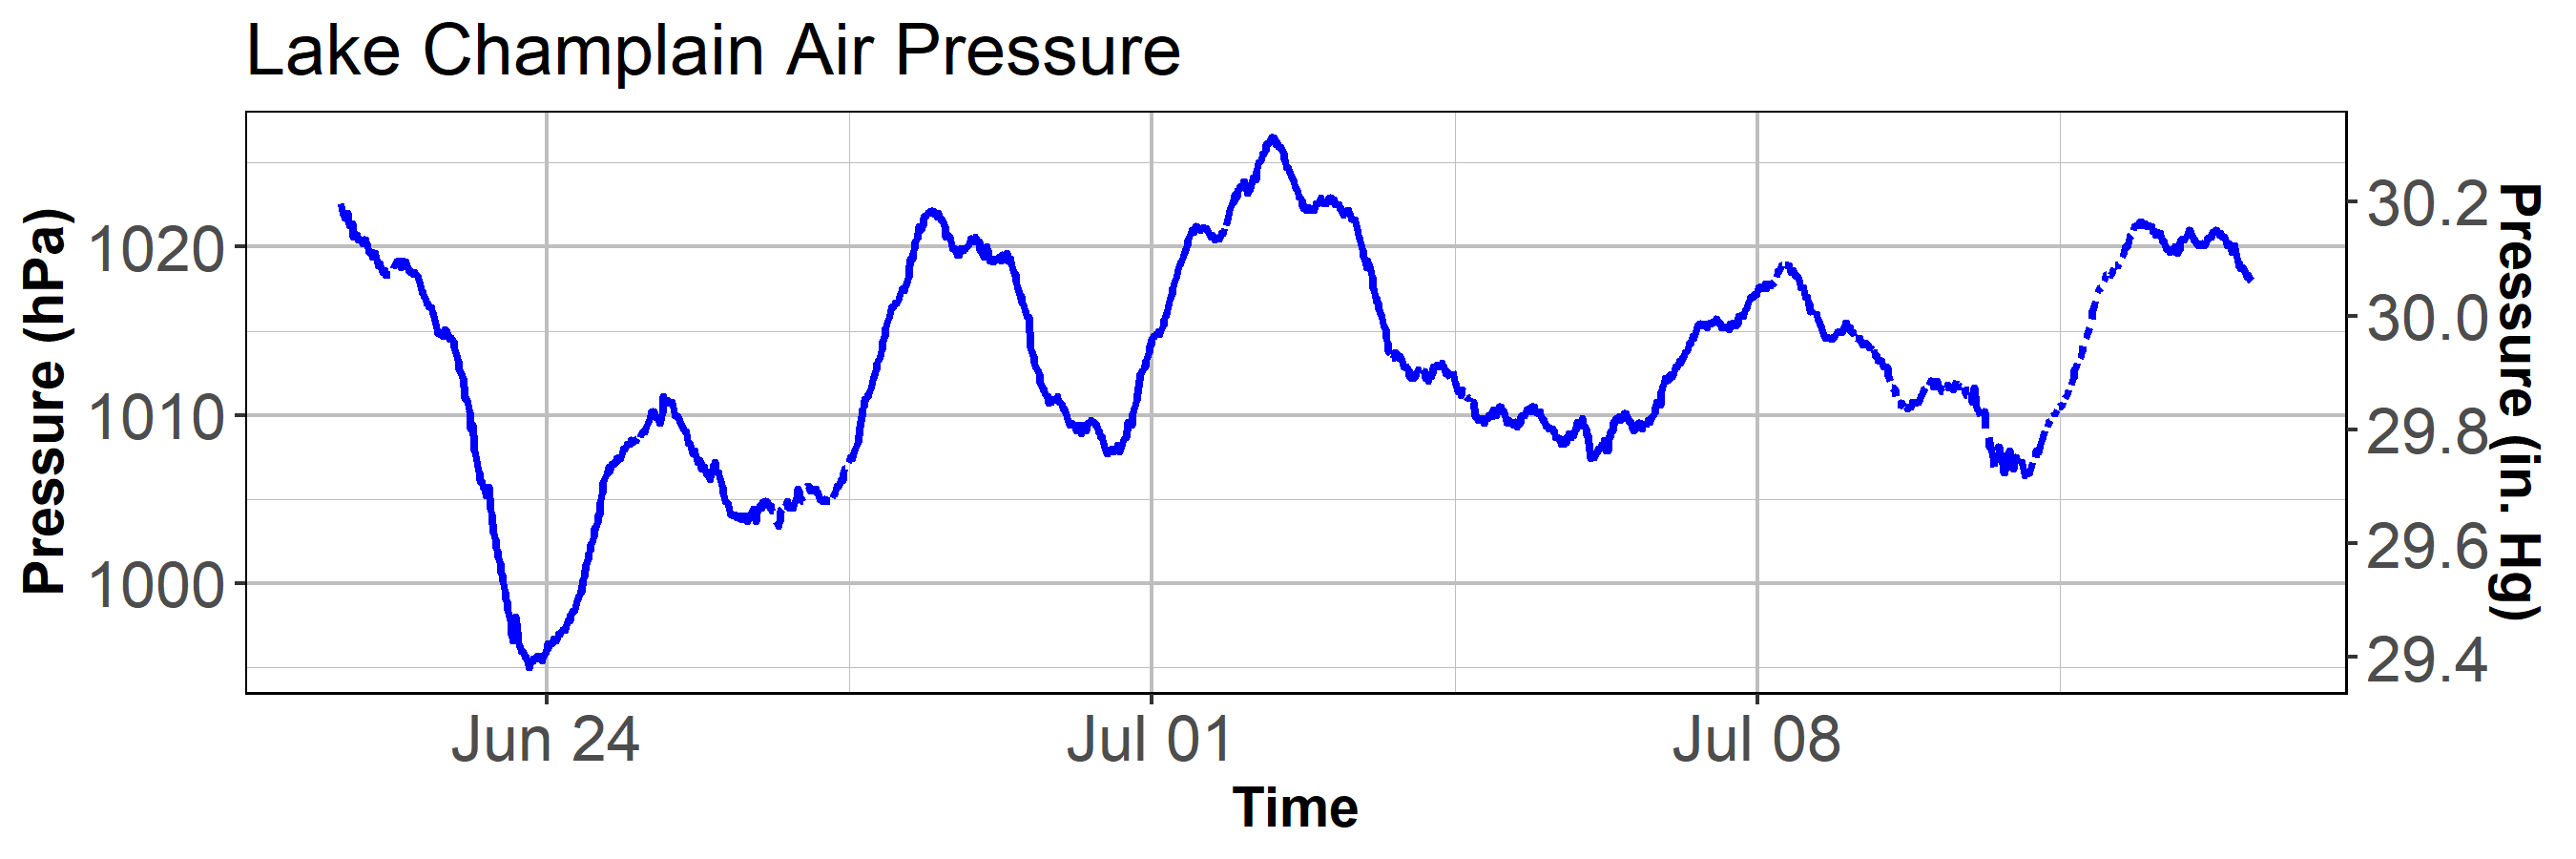 Lake Champlain Air Pressure
Pressure (hPa)
1020
1010
1000
30.2
30.0
29.8
29.6
29.4
Pressure (in. Hg)
Jun 24
Jul 01
Jul 08
Time